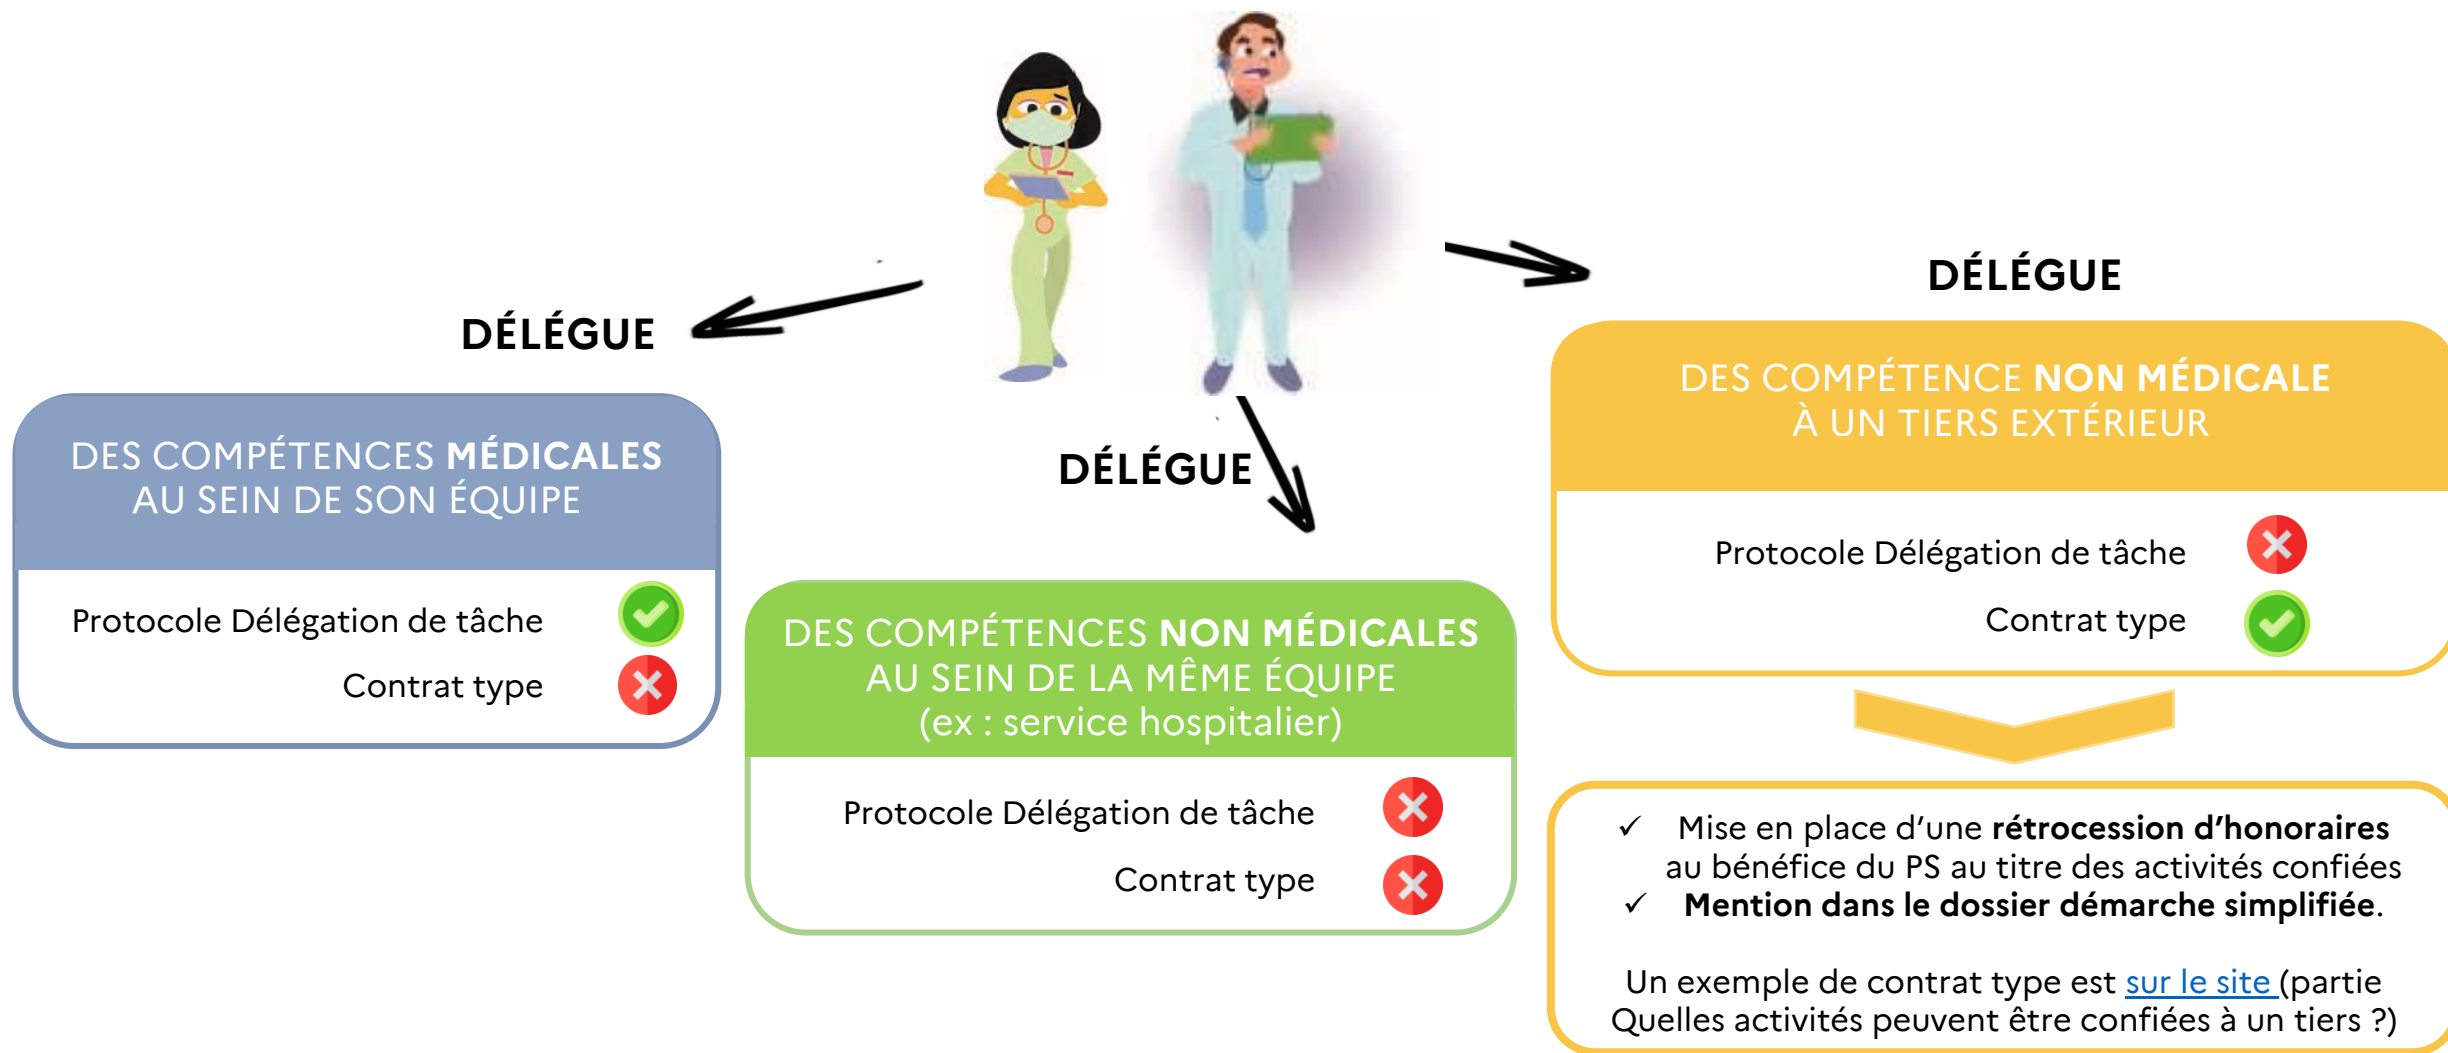 DÉLÉGUE
DES COMPÉTENCES MÉDICALES
AU SEIN DE SON ÉQUIPE
Protocole Délégation de tâche
Contrat type
DÉLÉGUE
DES COMPÉTENCES NON MÉDICALES
AU SEIN DE LA MÊME ÉQUIPE
(ex : service hospitalier)
Protocole Délégation de tâche
Contrat type
DÉLÉGUE
DES COMPÉTENCE NON MÉDICALE
À UN TIERS EXTÉRIEUR
Protocole Délégation de tâche
Contrat type
✓ Mise en place d’une rétrocession d’honoraires
au bénéfice du PS au titre des activités confiées
✓ Mention dans le dossier démarche simplifiée.
Un exemple de contrat type est sur le site (partie
Quelles activités peuvent être confiées à un tiers ?)